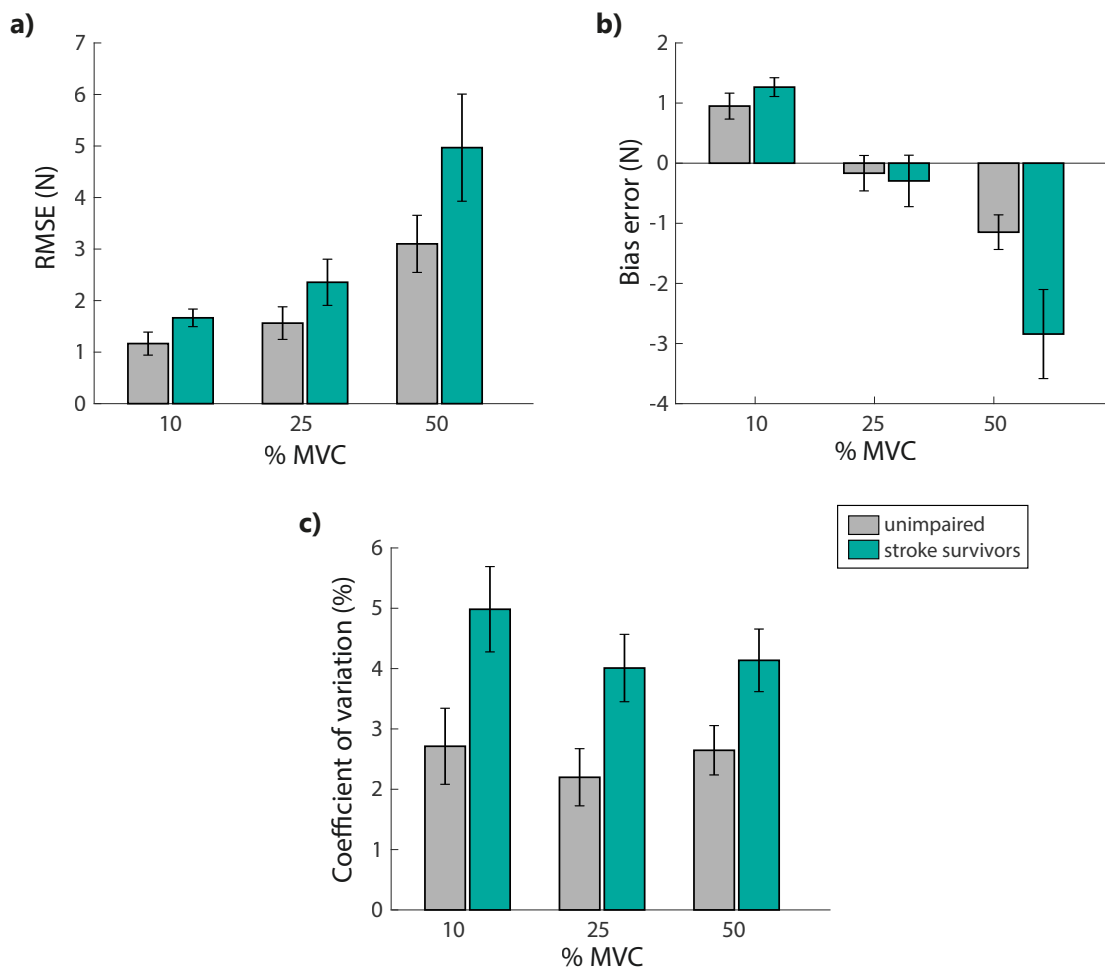 a)
7
6
5
4
3
2
1
0
RMSE (N)
10 25 50
% MVC
b)
2
1
0
-1
-2
-3
-4
Bias error (N)
10 25 50
% MVC
unimpaired
stroke survivors
c)
6
5
4
3
2
1
0
Coefficient of variation (%)
10 25 50
% MVC